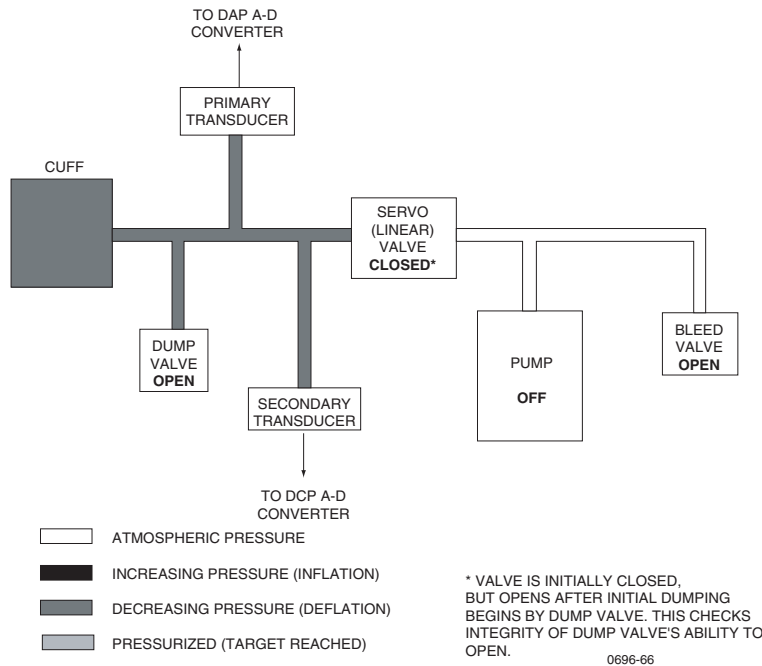 TO DAP A-D
CONVERTER
PRIMARY
TRANSDUCER
CUFF
SERVO
(LINEAR)
VALVE
CLOSED*
DUMP
VALVE
OPEN
SECONDARY
TRANSDUCER
PUMP
OFF
BLEED
VALVE
OPEN
TO DCP A-D
CONVERTER
ATMOSPHERIC PRESSURE
INCREASING PRESSURE (INFLATION)
DECREASING PRESSURE (DEFLATION)
PRESSURIZED (TARGET REACHED)
* VALVE IS INITIALLY CLOSED,
BUT OPENS AFTER INITIAL DUMPING
BEGINS BY DUMP VALVE. THIS CHECKS
INTEGRITY OF DUMP VALVE'S ABILITY TO
OPEN.
0696-66